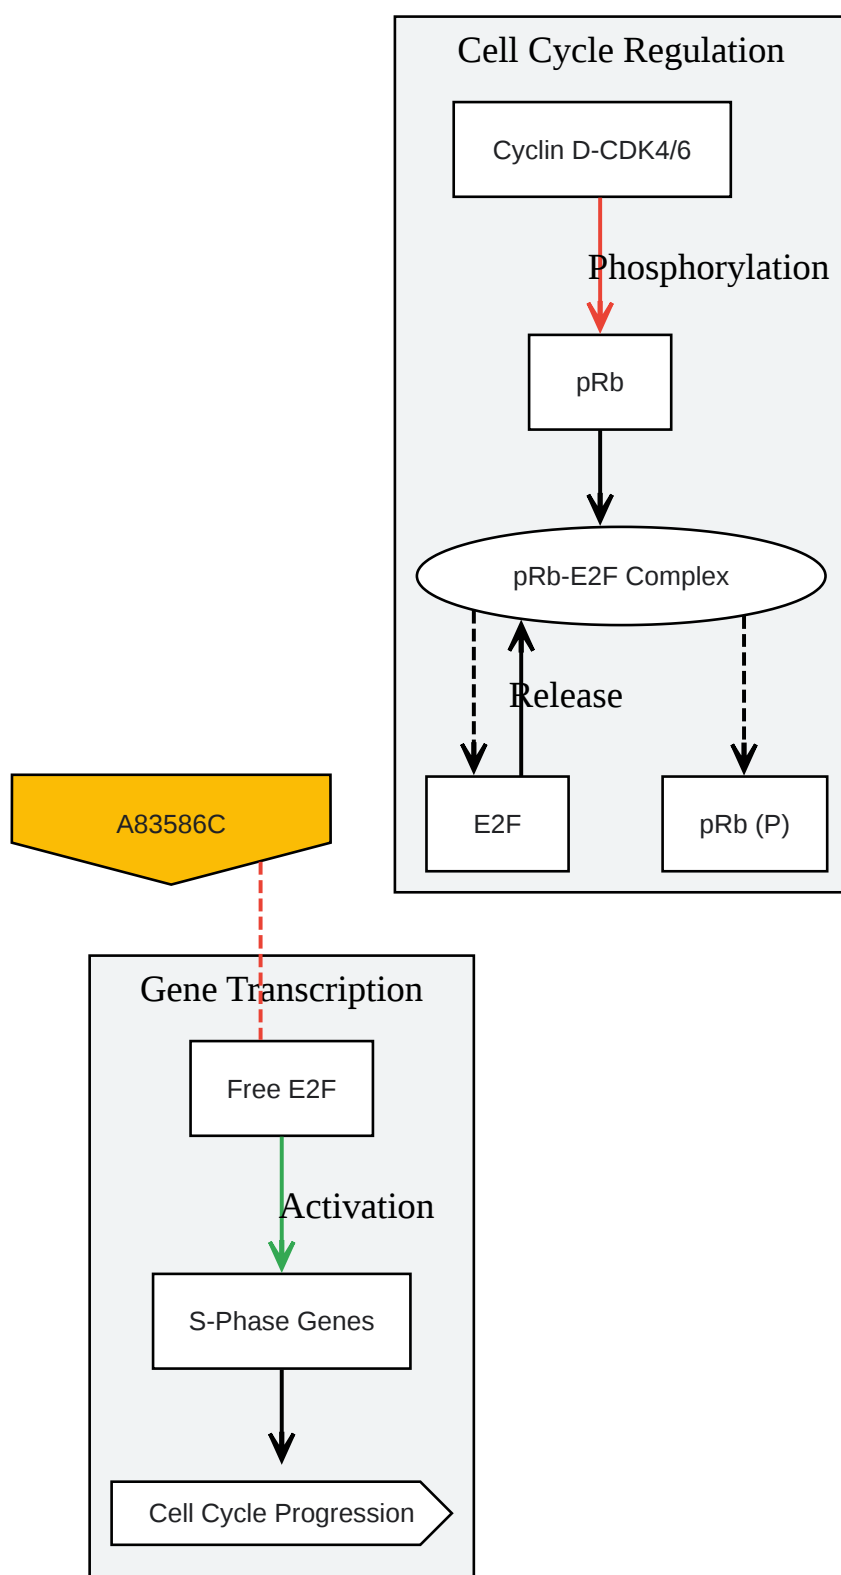 Cell Cycle Regulation
Cyclin D-CDK4/6
Phosphorylation
pRb
pRb-E2F Complex
Release
E2F
pRb (P)
A83586C
Gene Transcription
Free E2F
Activation
S-Phase Genes
Cell Cycle Progression